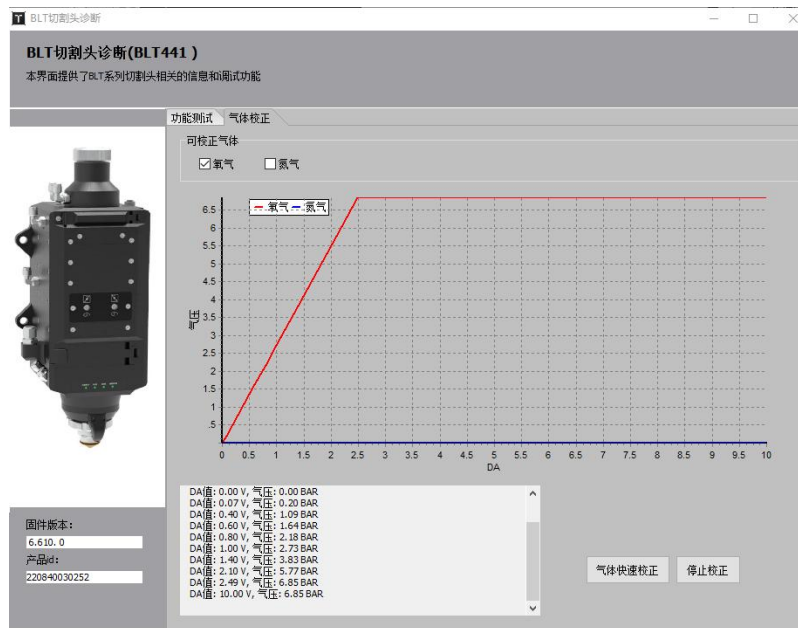 BLT切割头诊断
BLT切割头诊断(BLT441 )
本界面提供了BLT系列切割头相关的信息和调试功能
功能测试 气体校正
可校正气体
氧气 氮气
氧气 氮气
6.5
6
5.5
5
4.5
4
3.5
3
2.5
2
1.5
1
.5
气压
0 0.5 1 1.5 2 2.5 3 3.5 4 4.5 5 5.5 6 6.5 7 7.5 8 8.5 9 9.5 10
DA
DA值: 0.00 V, 气压: 0.00 BAR
DA值: 0.07 V, 气压: 0.20 BAR
DA值: 0.40 V, 气压: 1.09 BAR
DA值: 0.60 V, 气压: 1.64 BAR
DA值: 0.80 V, 气压: 2.18 BAR
DA值: 1.00 V, 气压: 2.73 BAR
DA值: 1.40 V, 气压: 3.83 BAR
DA值: 2.10 V, 气压: 5.77 BAR
DA值: 2.49 V, 气压: 6.85 BAR
DA值: 10.00 V, 气压: 6.85 BAR
气体快速校正 停止校正
固件版本：
6.610. 0
产品id：
220840030252